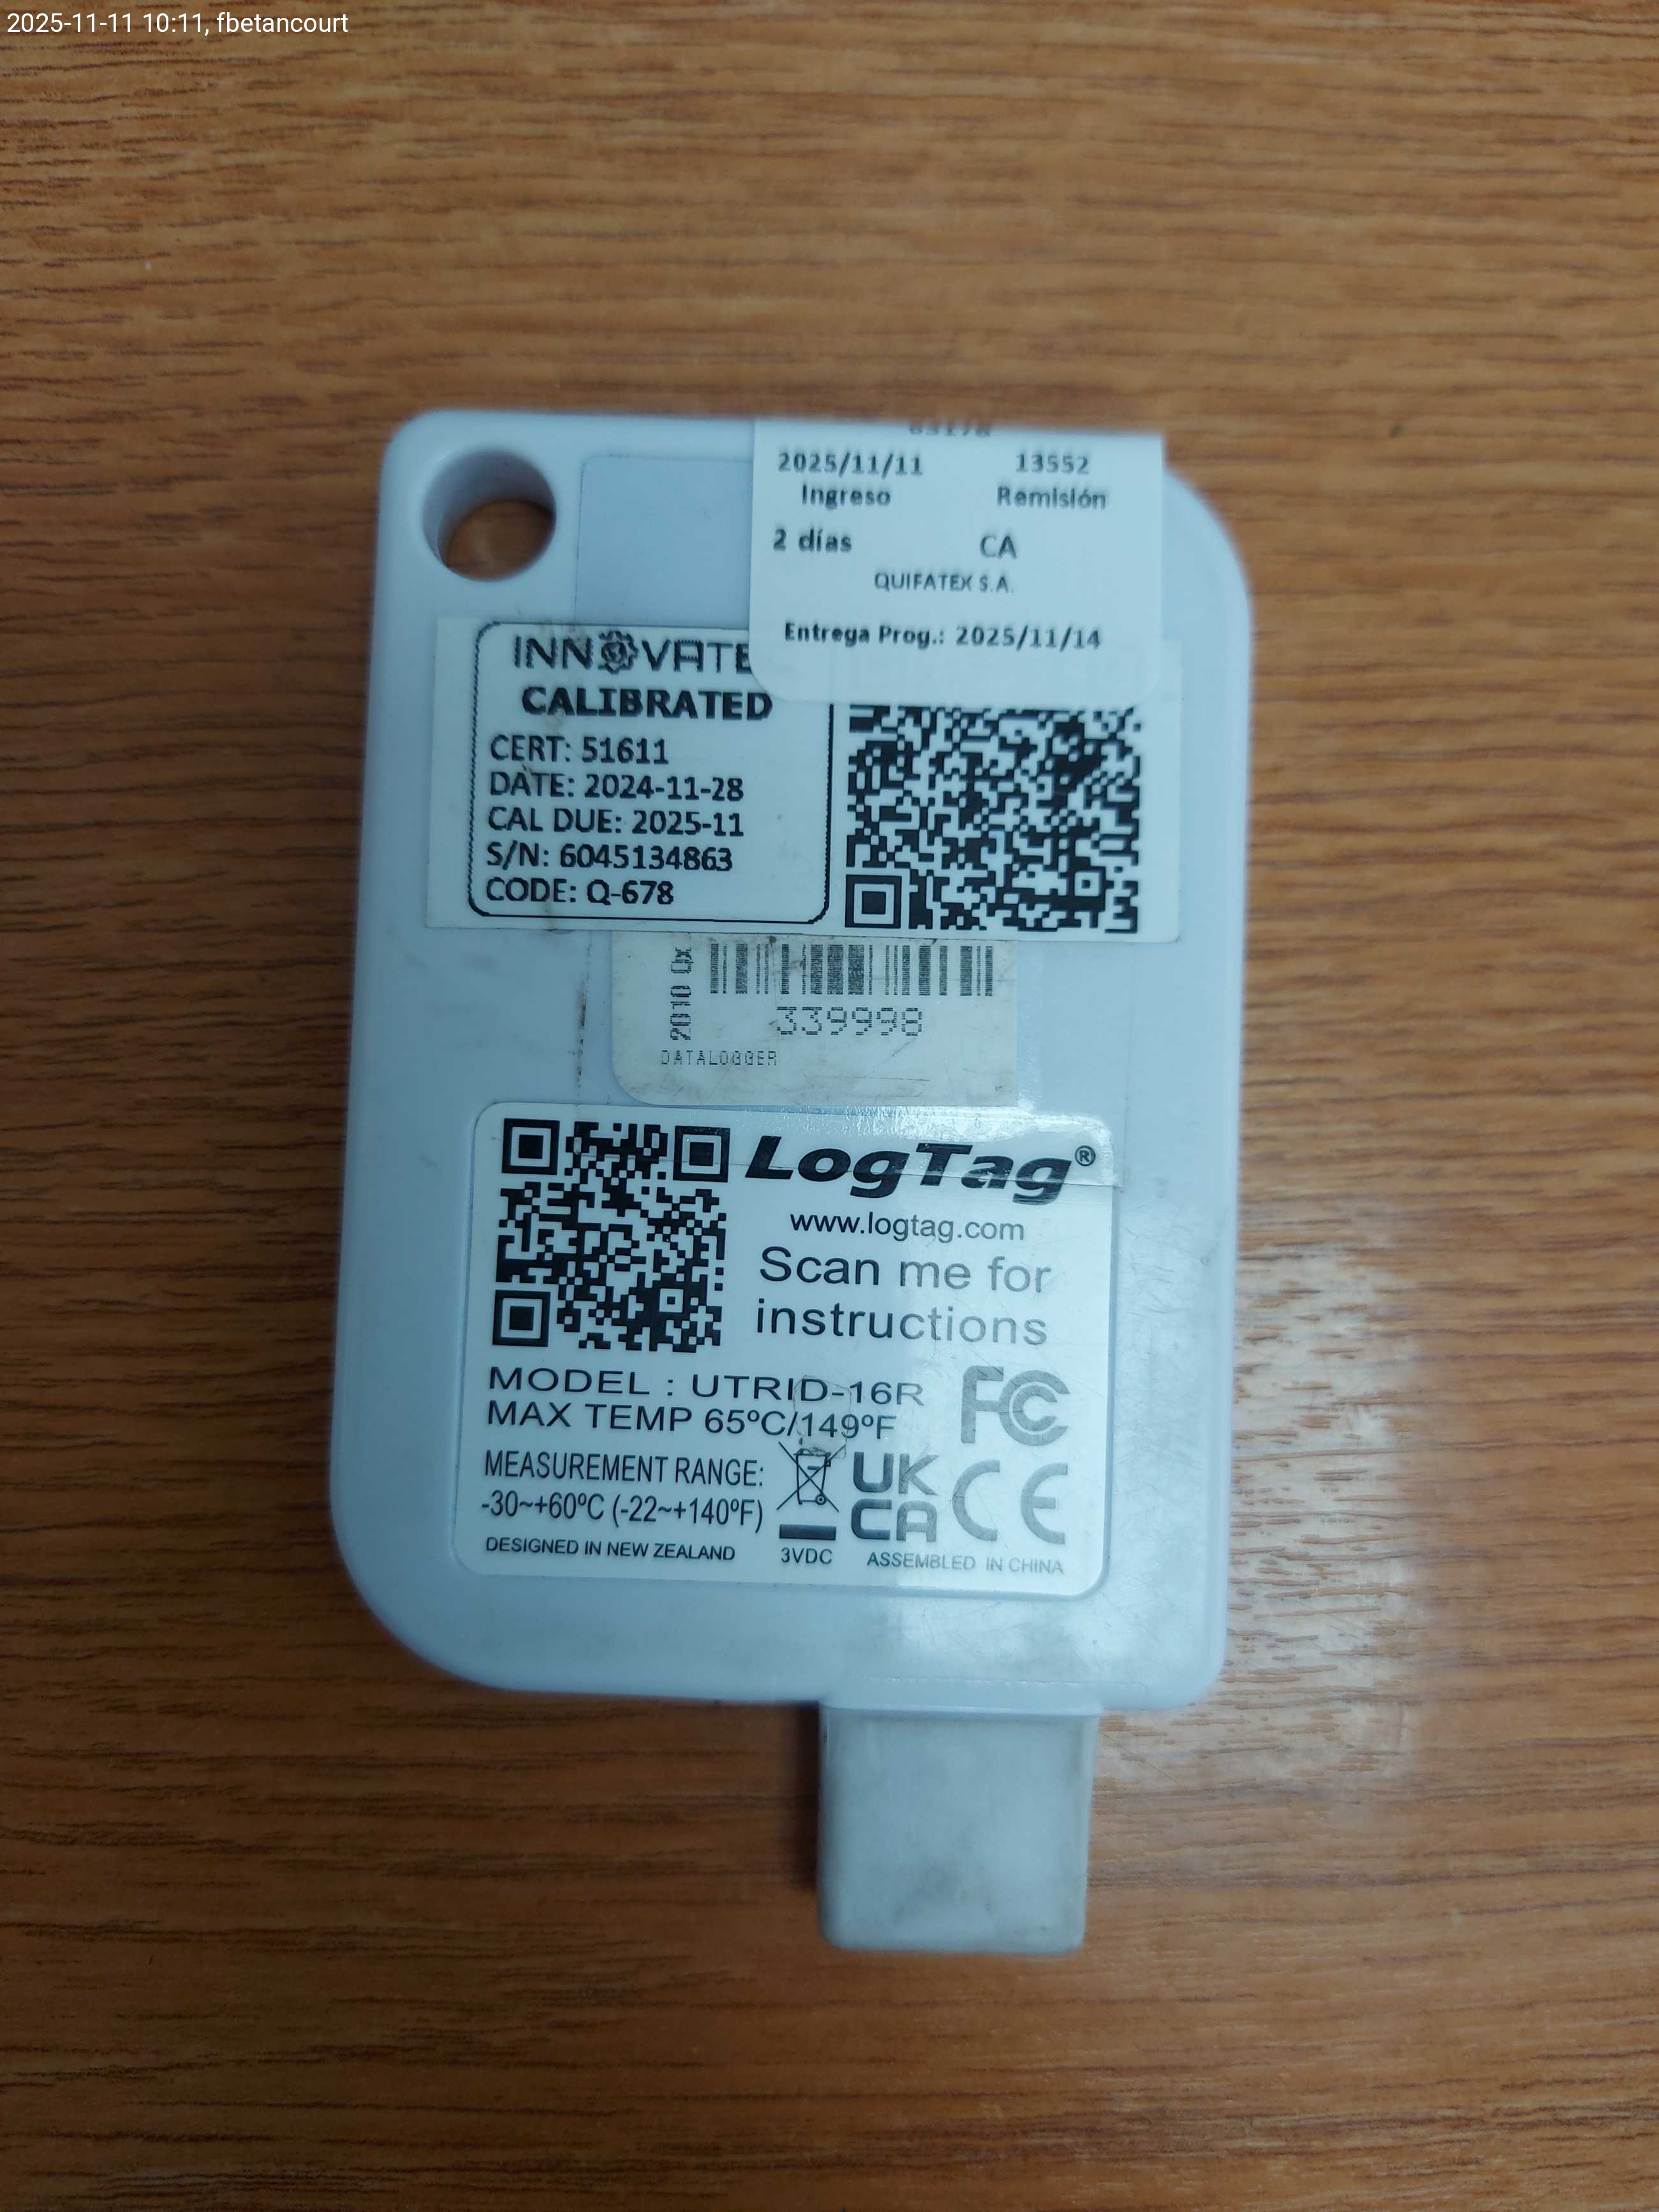 2025-11-11 10:11, fbetancourt
2025/11/11 13552
Ingreso Remisión
2 días CA
QUIFATEX S.A.
Entrega Prog.: 2025/11/14
INNOVATE
CALIBRATED
CERT: 51611
DATE: 2024-11-28
CAL DUE: 2025-11
S/N: 6045134863
CODE: Q-678
2010 Qx
339998
DATALOGGER
LogTag®
www.logtag.com
Scan me for
instructions
MODEL : UTRID-16R
MAX TEMP 65ºC/149ºF
FC
MEASUREMENT RANGE:
-30~+60ºC (-22~+140ºF)
UK
CA
CE
DESIGNED IN NEW ZEALAND
3VDC
ASSEMBLED IN CHINA